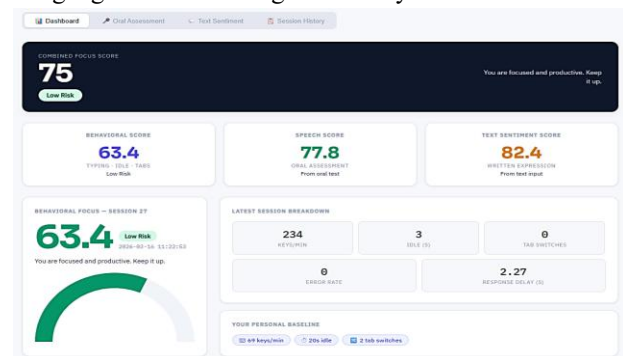 Dashboard
Oral Assessment
Text Sentiment
Session History
COMBINED FOCUS SCORE
75
Low Risk
You are focused and productive. Keep it up.
BEHAVIORAL SCORE
63.4
TYPING · IDLE · TABS
Low Risk
SPEECH SCORE
77.8
ORAL ASSESSMENT
From oral test
TEXT SENTIMENT SCORE
82.4
WRITTEN EXPRESSION
From text input
BEHAVIORAL FOCUS — SESSION 27
63.4
Low Risk
You are focused and productive. Keep it up.
LATEST SESSION BREAKDOWN
234
KEYS/MIN
3
IDLE (S)
0
TAB SWITCHES
0
ERROR RATE
2.27
RESPONSE DELAY (S)
YOUR PERSONAL BASELINE
69 keys/min
20s idle
2 tab switches